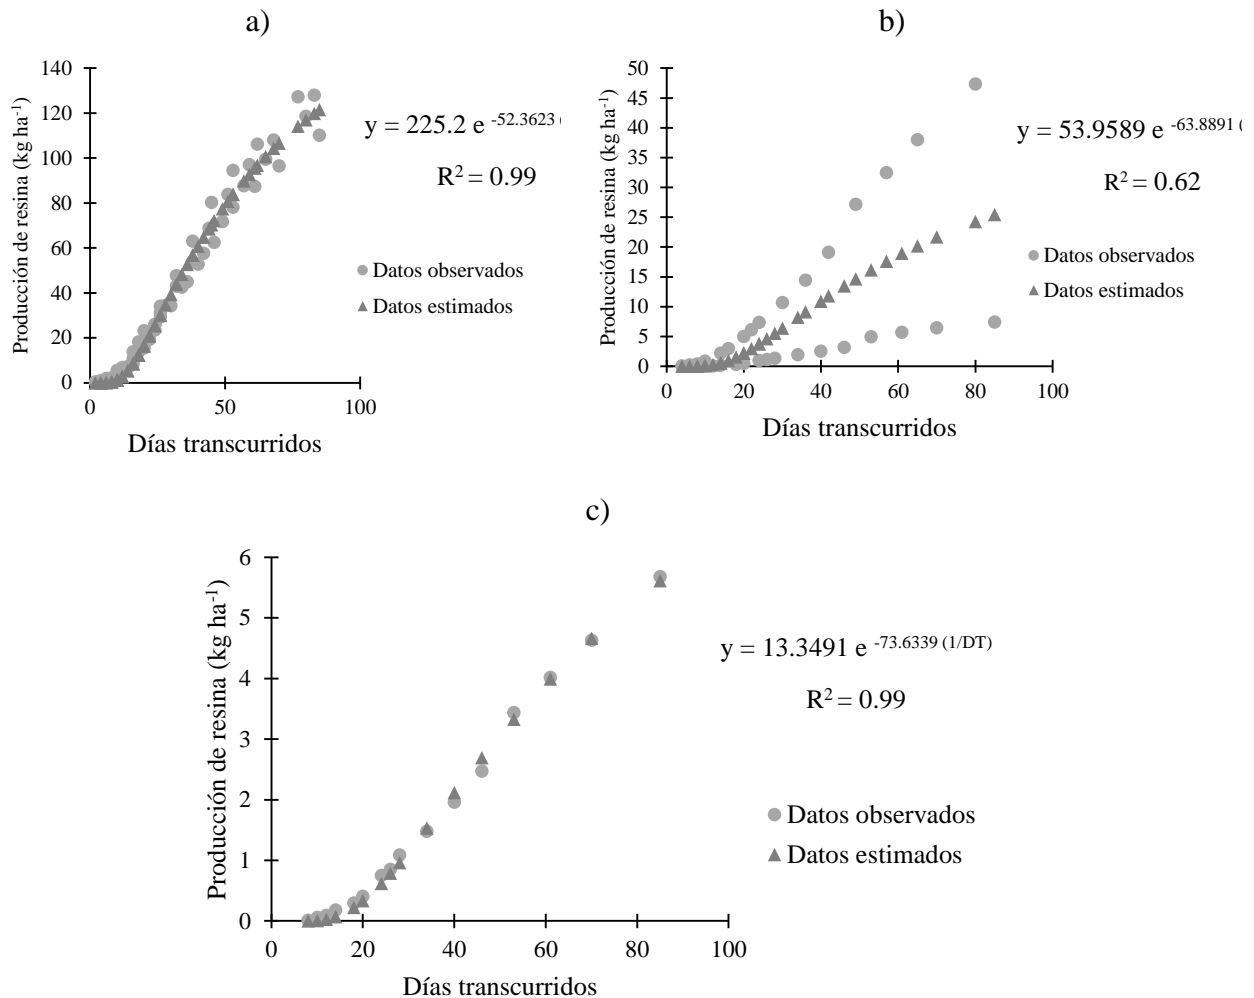 a)
Producción de resina (kg ha-1)
140
120
100
80
60
40
20
0
0 50 100
Días transcurridos
y = 225.2 e -52.3623 (
R2 = 0.99
Datos observados
Datos estimados
b)
Producción de resina (kg ha-1)
50
45
40
35
30
25
20
15
10
5
0
0 20 40 60 80 100
Días transcurridos
y = 53.9589 e -63.8891 (
R2 = 0.62
Datos observados
Datos estimados
c)
Producción de resina (kg ha-1)
6
5
4
3
2
1
0
0 20 40 60 80 100
Días transcurridos
y = 13.3491 e -73.6339 (1/DT)
R2 = 0.99
Datos observados
Datos estimados